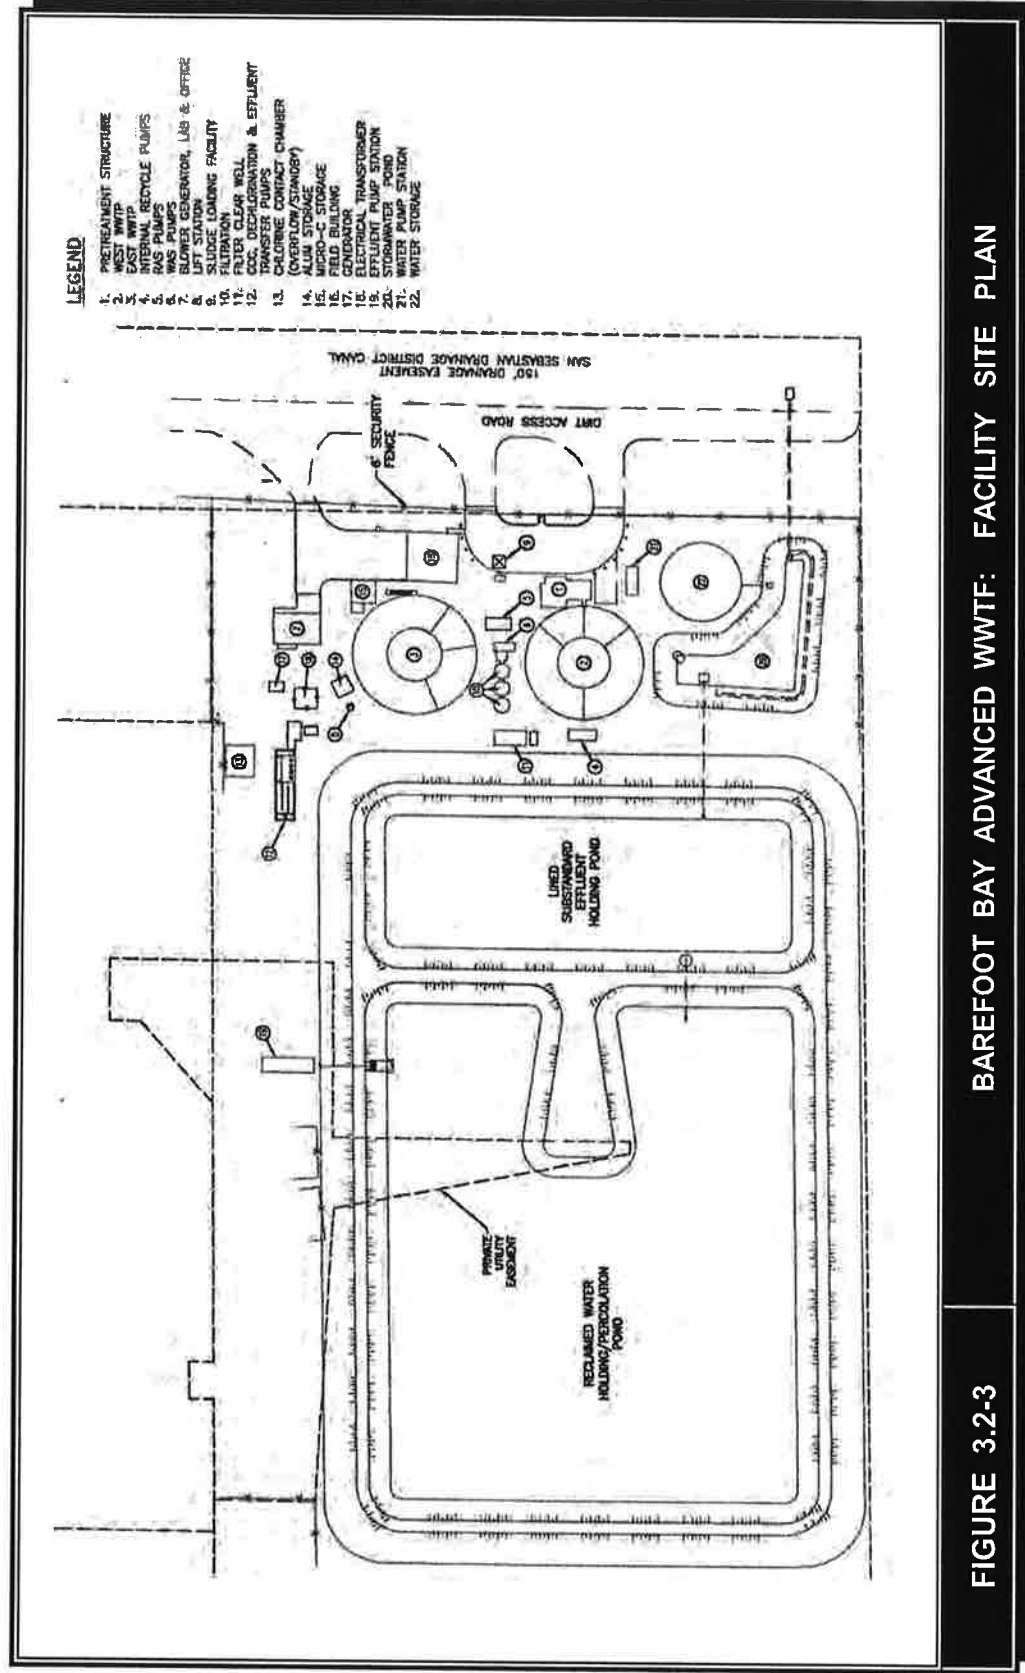 LEGEND
1. PRETREATMENT STRUCTURE
2. WEST WWTP
3. EAST WWTP
4. INTERNAL RECYCLE PUMPS
5. RAS PUMPS
6. WAS PUMPS
7. BLOWER GENERATOR, LAB & OFFICE
8. LIFT STATION
9. SLUDGE LOADING FACILITY
10. FILTRATION
11. FILTER CLEAR WELL
12. CCC, DECHLORINATION & EFFLUENT
TRANSFER PUMPS
13. CHLORINE CONTACT CHAMBER
(OVERFLOW/STANDBY)
14. ALUM STORAGE
15. MICRO-C STORAGE
16. FIELD BUILDING
17. GENERATOR
18. ELECTRICAL TRANSFORMER
19. EFFLUENT PUMP STATION
20. STORMWATER POND
21. WATER PUMP STATION
22. WATER STORAGE
150' DRAINAGE EASEMENT
SAN SEBASTIAN DRAINAGE DISTRICT CANAL
DIRT ACCESS ROAD
6' SECURITY
FENCE
LINED
SUBSTANDARD
EFFLUENT
HOLDING POND
PRIVATE
UTILITY
EASEMENT
RECLAIMED WATER
HOLDING/PERCOLATION
POND
FIGURE 3.2-3
BAREFOOT BAY ADVANCED WWTF: FACILITY SITE PLAN